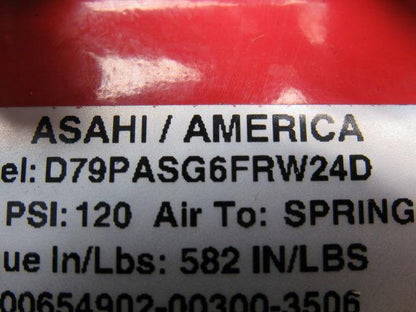 ASAHI / AMERICA
el: D79PASG6FRW24D
PSI: 120 Air To: SPRING
ue In/Lbs: 582 IN/LBS
00654902-00300-3506